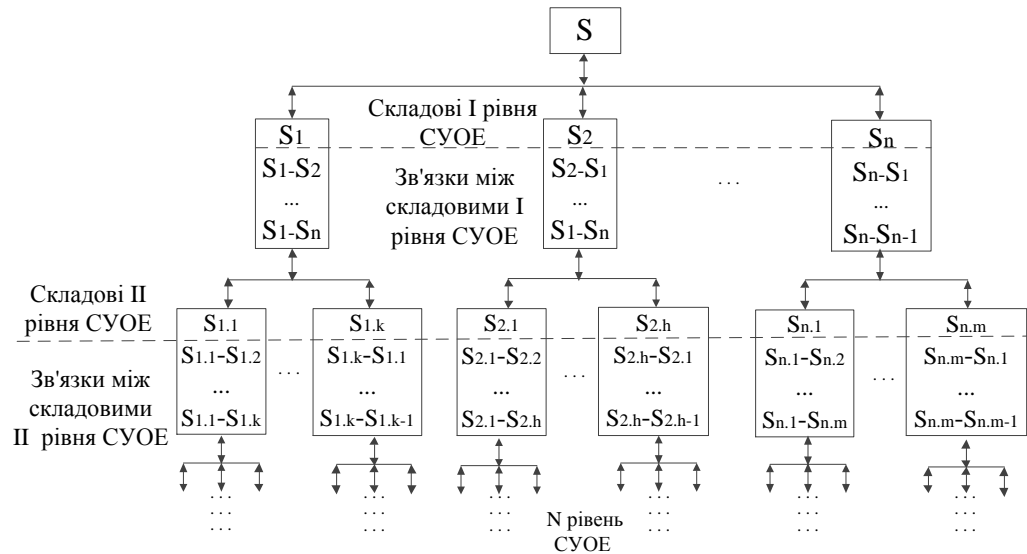 S
Складові І рівня
СУОЕ
S1
S1-S2
...
S1-Sn
Зв'язки між
складовими І
рівня СУОЕ
S2
S2-S1
...
S1-Sn
...
Sn
Sn-S1
...
Sn-Sn-1
Складові ІІ
рівня СУОЕ
Зв'язки між
складовими
ІІ рівня СУОЕ
S1.1
S1.1-S1.2
...
S1.1-S1.k
...
S1.k
S1.k-S1.1
...
S1.k-S1.k-1
S2.1
S2.1-S2.2
...
S2.1-S2.h
...
S2.h
S2.h-S2.1
...
S2.h-S2.h-1
Sn.1
Sn.1-Sn.2
...
Sn.1-Sn.m
...
Sn.m
Sn.m-Sn.1
...
Sn.m-Sn.m-1
... ... ... ... ... ...
... ... ... ... ... ...
N рівень
СУОЕ